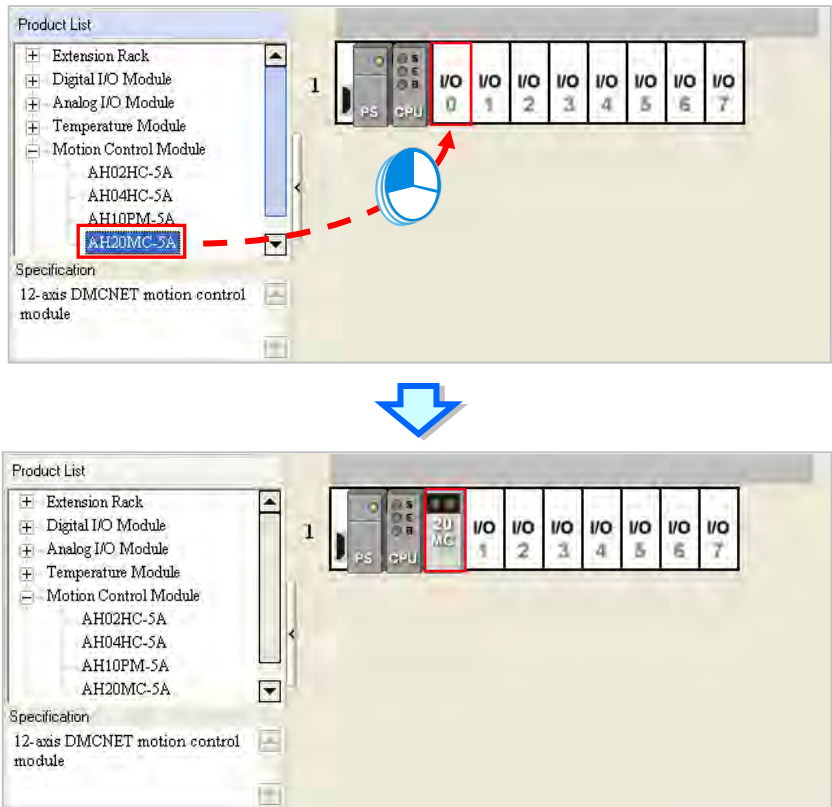 Product List
Extension Rack
Digital I/O Module
Analog I/O Module
Temperature Module
Motion Control Module
AH02HC-5A
AH04HC-5A
AH10PM-5A
AH20MC-5A
Specification
12-axis DMCNET motion control
module
1
PS CPU I/O I/O I/O I/O I/O I/O I/O I/O
S
E
B
0 1 2 3 4 5 6 7
Product List
Extension Rack
Digital I/O Module
Analog I/O Module
Temperature Module
Motion Control Module
AH02HC-5A
AH04HC-5A
AH10PM-5A
AH20MC-5A
Specification
12-axis DMCNET motion control
module
1
PS CPU 20 I/O I/O I/O I/O I/O I/O I/O
S
E
B
MC 1 2 3 4 5 6 7